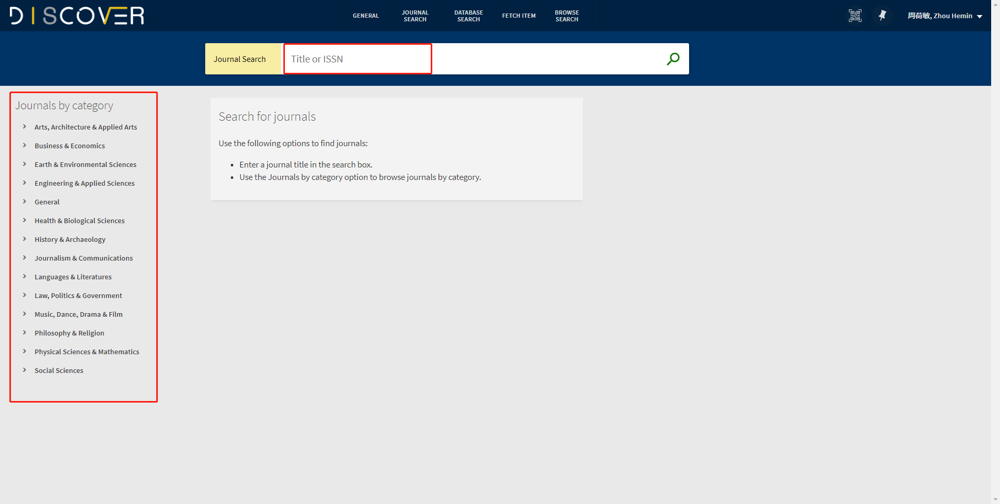 DISCOVER
GENERAL
JOURNAL
SEARCH
DATABASE
SEARCH
FETCH ITEM
BROWSE
SEARCH
周荷敏, Zhou Hemin
Journal Search
Title or ISSN
Journals by category
Arts, Architecture & Applied Arts
Business & Economics
Earth & Environmental Sciences
Engineering & Applied Sciences
General
Health & Biological Sciences
History & Archaeology
Journalism & Communications
Languages & Literatures
Law, Politics & Government
Music, Dance, Drama & Film
Philosophy & Religion
Physical Sciences & Mathematics
Social Sciences
Search for journals
Use the following options to find journals:
Enter a journal title in the search box.
Use the Journals by category option to browse journals by category.